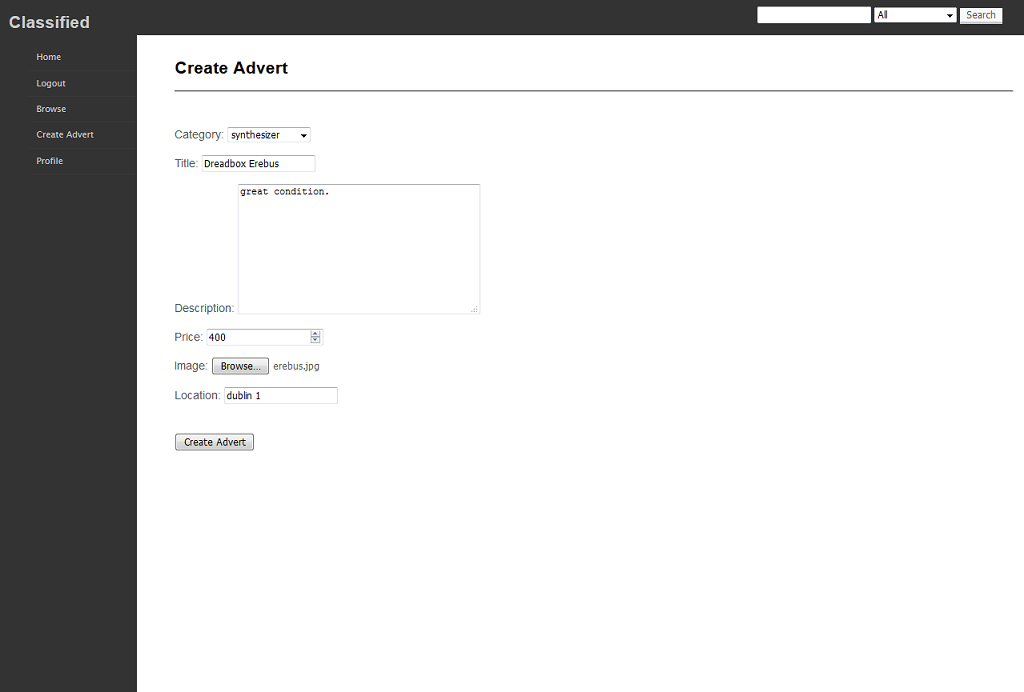 Classified
All
Search
Home
Logout
Browse
Create Advert
Profile
Create Advert
Category: synthesizer
Title: Dreadbox Erebus
great condition.
Description:
Price: 400
Image: Browse... erebus.jpg
Location: dublin 1
Create Advert